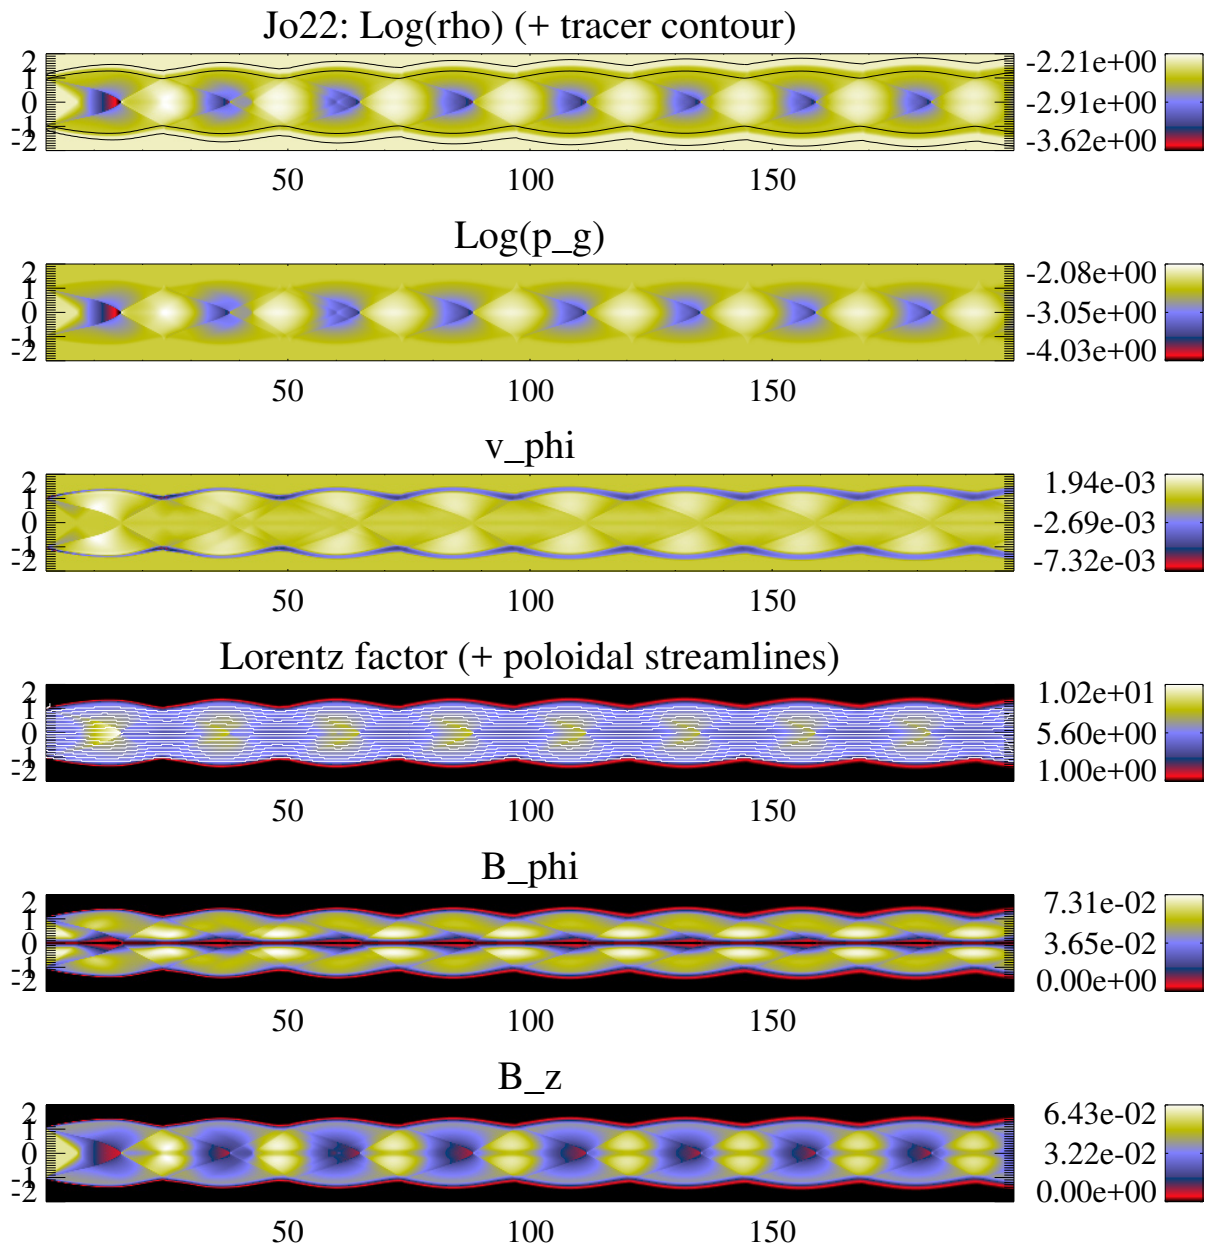 Jo22: Log(rho) (+ tracer contour)
2
1
0
-1
-2
-2.21e+00
-2.91e+00
-3.62e+00
50 100 150
Log(p_g)
2
1
0
-1
-2
-2.08e+00
-3.05e+00
-4.03e+00
50 100 150
v_phi
2
1
0
-1
-2
1.94e-03
-2.69e-03
-7.32e-03
50 100 150
Lorentz factor (+ poloidal streamlines)
2
1
0
-1
-2
1.02e+01
5.60e+00
1.00e+00
50 100 150
B_phi
2
1
0
-1
-2
7.31e-02
3.65e-02
0.00e+00
50 100 150
B_z
2
1
0
-1
-2
6.43e-02
3.22e-02
0.00e+00
50 100 150